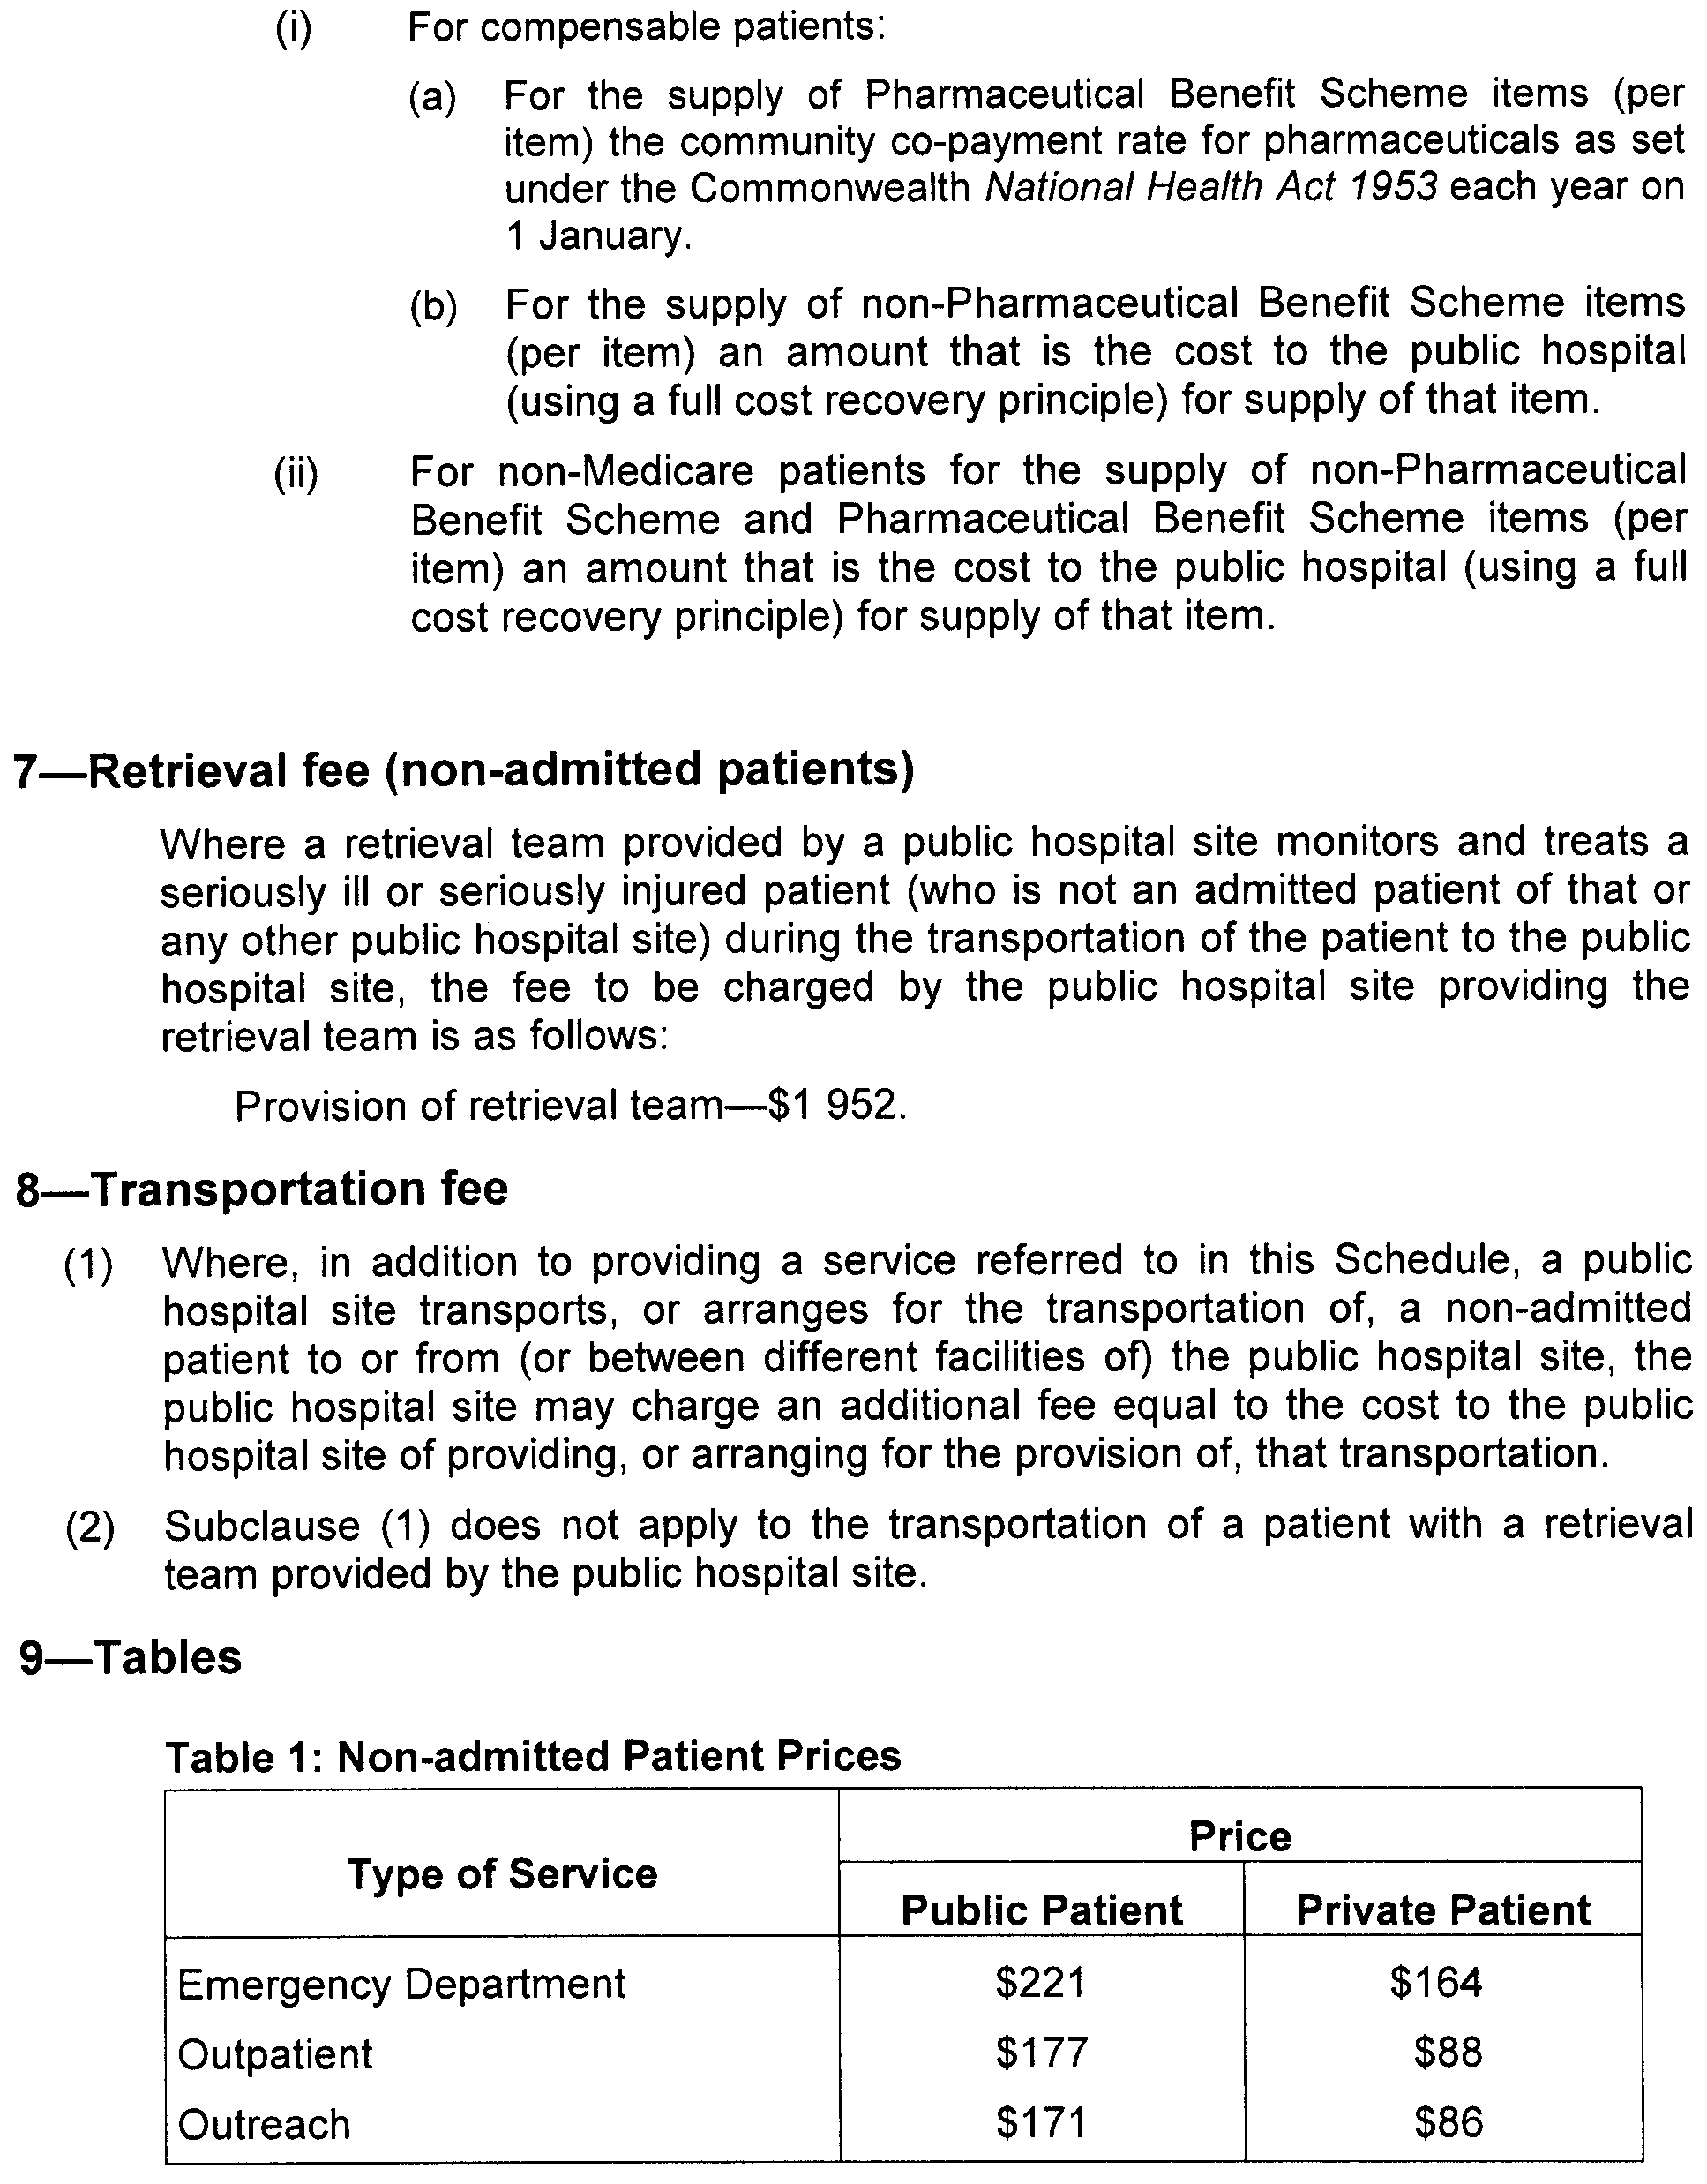 (i) For compensable patients:
(a) For the supply of Pharmaceutical Benefit Scheme items (per
item) the community co-payment rate for pharmaceuticals as set
under the Commonwealth National Health Act 1953 each year on
1 January.
(b) For the supply of non-Pharmaceutical Benefit Scheme items
(per item) an amount that is the cost to the public hospital
(using a full cost recovery principle) for supply of that item.
(ii) For non-Medicare patients for the supply of non-Pharmaceutical
Benefit Scheme and Pharmaceutical Benefit Scheme items (per
item) an amount that is the cost to the public hospital (using a full
cost recovery principle) for supply of that item.
7—Retrieval fee (non-admitted patients)
Where a retrieval team provided by a public hospital site monitors and treats a
seriously ill or seriously injured patient (who is not an admitted patient of that or
any other public hospital site) during the transportation of the patient to the public
hospital site, the fee to be charged by the public hospital site providing the
retrieval team is as follows:
Provision of retrieval team—$1 952.
8—Transportation fee
(1) Where, in addition to providing a service referred to in this Schedule, a public
hospital site transports, or arranges for the transportation of, a non-admitted
patient to or from (or between different facilities of) the public hospital site, the
public hospital site may charge an additional fee equal to the cost to the public
hospital site of providing, or arranging for the provision of, that transportation.
(2) Subclause (1) does not apply to the transportation of a patient with a retrieval
team provided by the public hospital site.
9—Tables
Table 1: Non-admitted Patient Prices
Type of Service Price
Public Patient Private Patient
Emergency Department $221 $164
Outpatient $177 $88
Outreach $171 $86